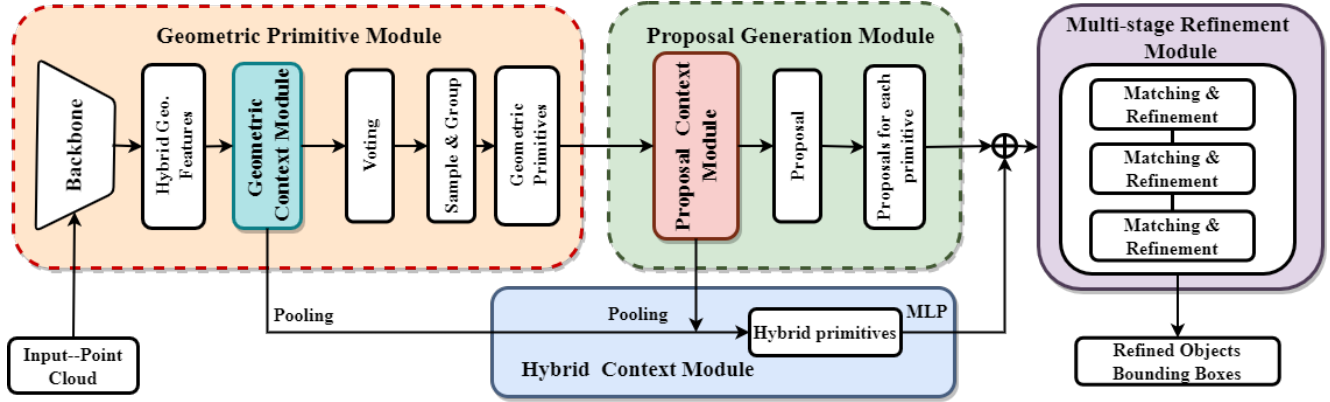 Geometric Primitive Module
Backbone
Hybrid Geo.
Features
Geometric
Context Module
Voting
Sample & Group
Geometric
Primitives
Input--Point
Cloud
Proposal Generation Module
Proposal Context
Module
Proposal
Proposals for each
primitive
Pooling
Pooling
Hybrid primitives
MLP
Hybrid Context Module
Multi-stage Refinement
Module
Matching &
Refinement
Matching &
Refinement
Matching &
Refinement
Refined Objects
Bounding Boxes